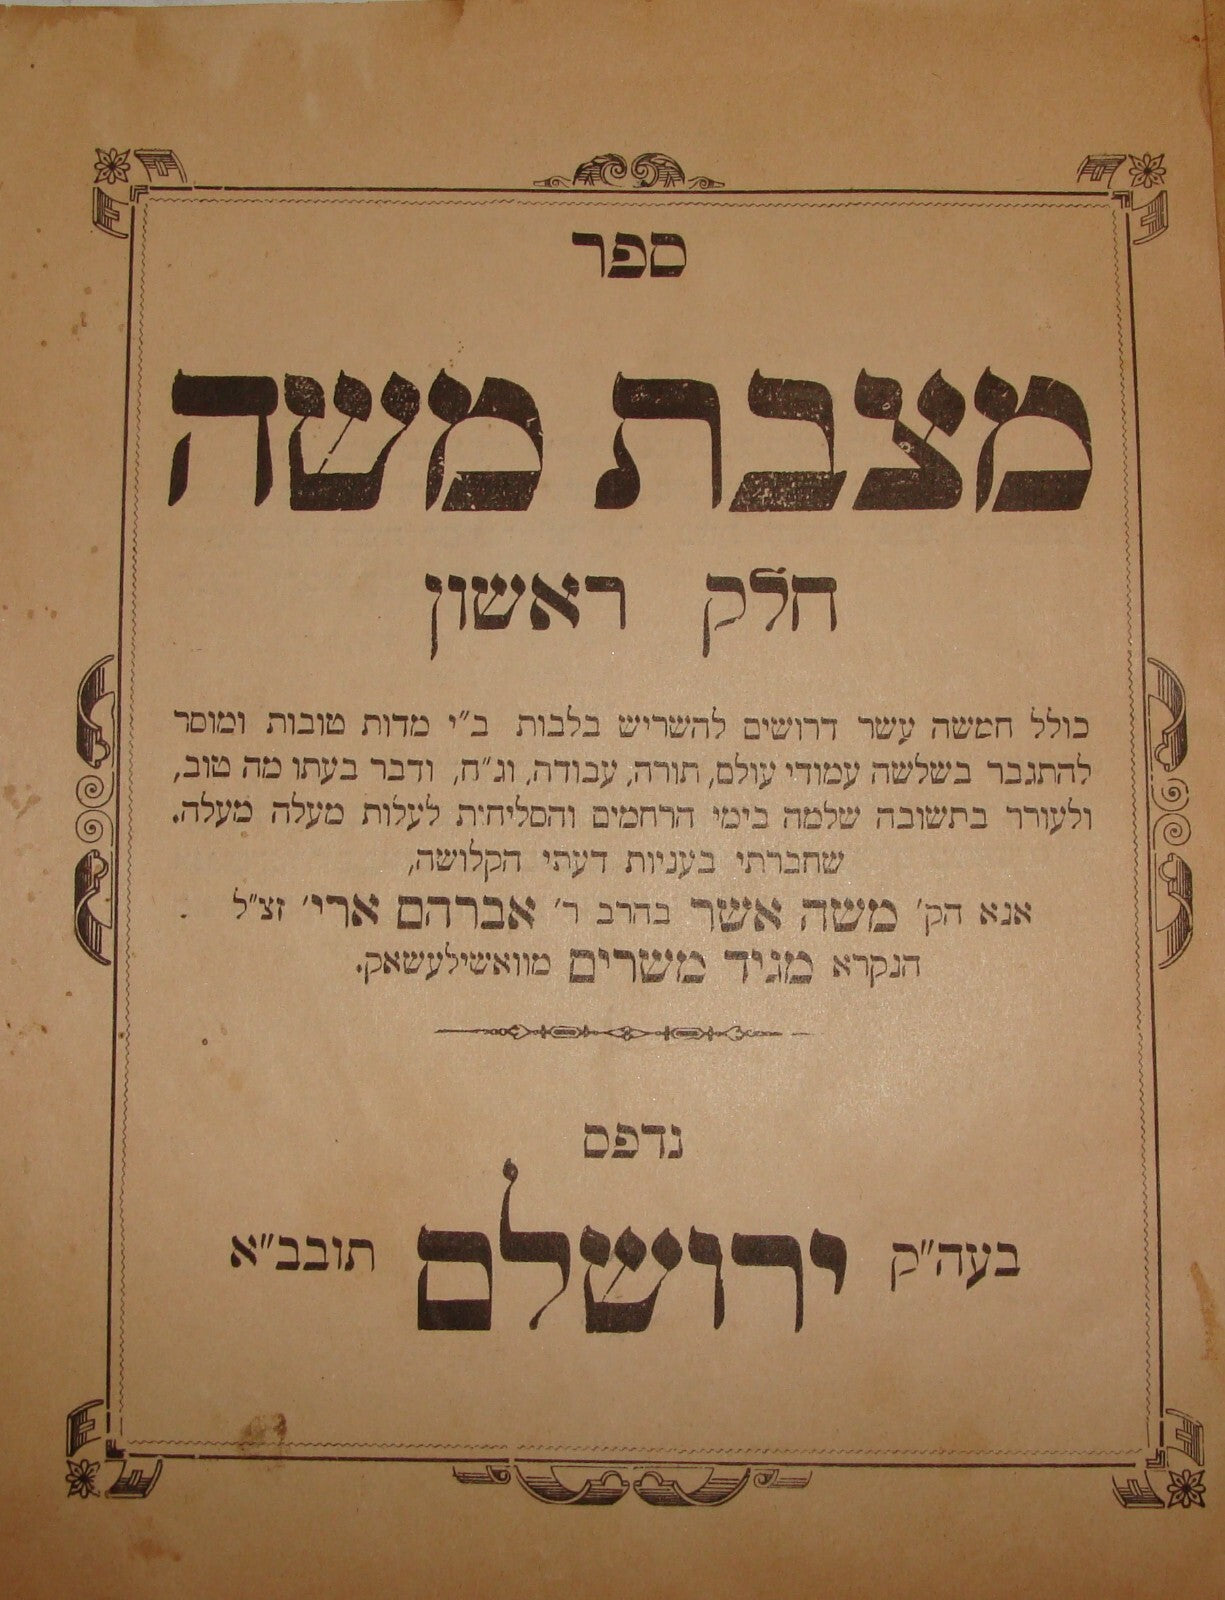 ספר
מצבת משה
חלק ראשון
כולל חמשה עשר דרושים להשריש בלבות ב״י מדות טובות ומוסר
להתגבר בשלשה עמודי עולם, תורה, עבודה, וג״ח, ודבר בעתו מה טוב,
ולעורר בתשובה שלמה בימי הרחמים והסליחית לעלות מעלה מעלה.
שחברתי בעניות דעתי הקלושה,
אנא הק׳ משה אשר בהרב ר׳ אברהם ארי׳ זצ״ל
הנקרא מגיד משרים מוואשילעשאק.
נדפס
בעה״ק ירושלם תובב״א